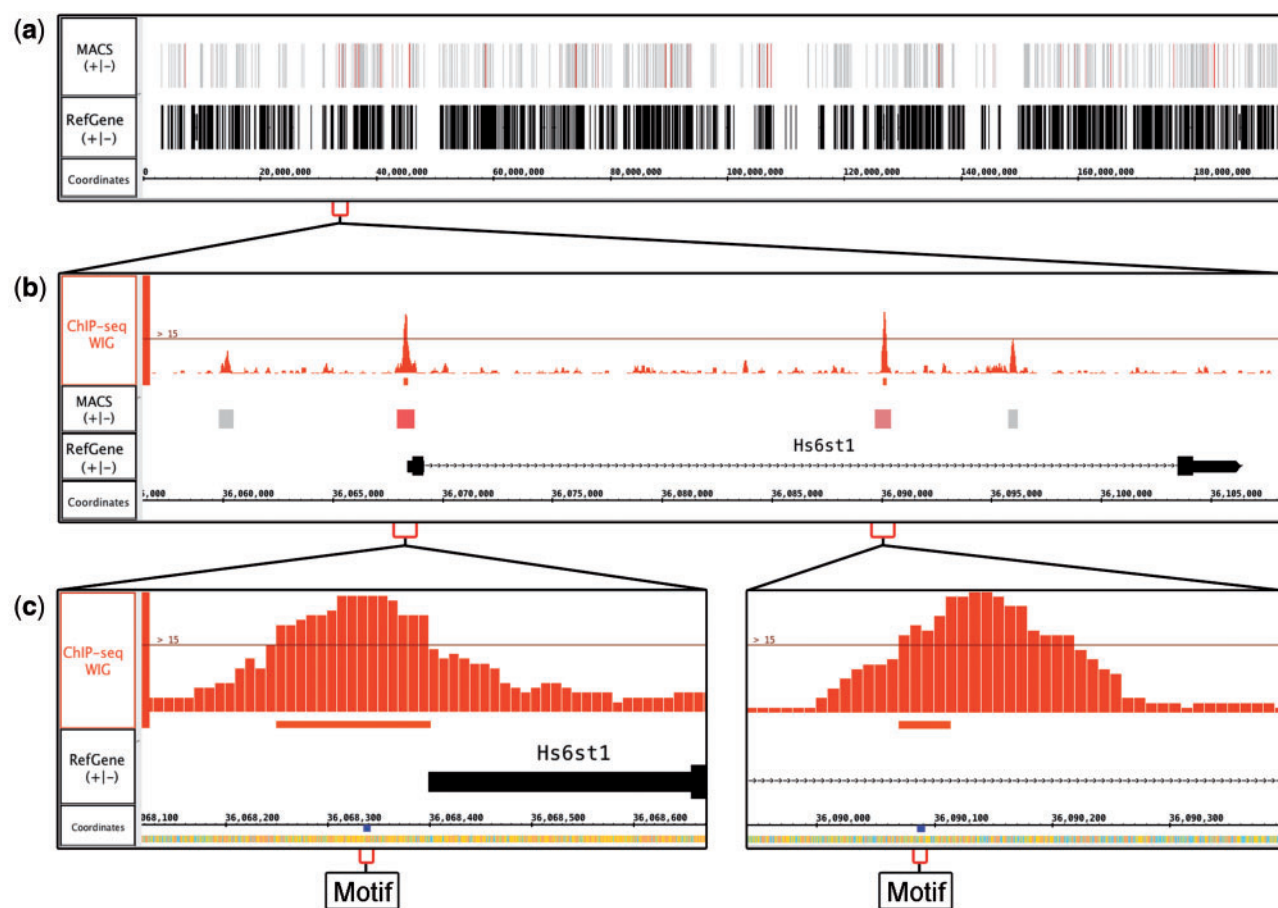 (a)
MACS
(+|-)
RefGene
(+|-)
Coordinates
0
20,000,000
40,000,000
60,000,000
80,000,000
100,000,000
120,000,000
140,000,000
160,000,000
180,000,000
(b)
ChIP-seq
WIG
> 15
MACS
(+|-)
RefGene
(+|-)
Hs6st1
Coordinates
5,000
36,060,000
36,065,000
36,070,000
36,075,000
36,080,000
36,085,000
36,090,000
36,095,000
36,100,000
36,105,000
(c)
ChIP-seq
WIG
> 15
> 15
RefGene
(+|-)
Hs6st1
Coordinates
068,100
36,068,200
36,068,300
36,068,400
36,068,500
36,068,600
36,090,000
36,090,100
36,090,200
36,090,300
Motif
Motif